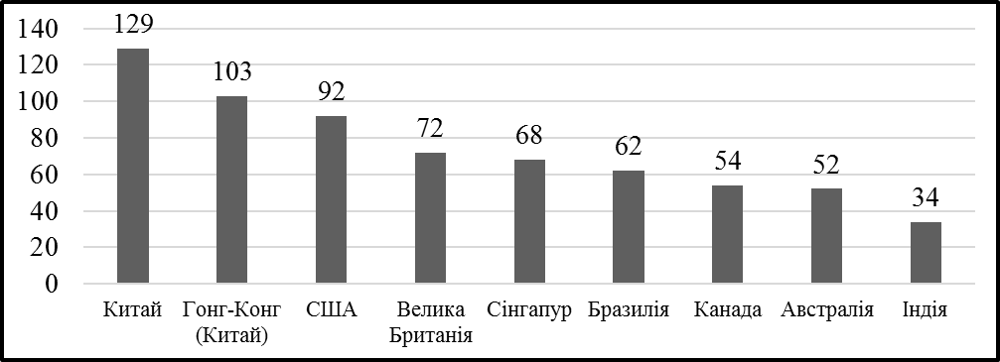 140
120
100
80
60
40
20
0
129
103
92
72
68
62
54
52
34
Китай
Гонг-Конг
(Китай)
США
Велика
Британія
Сінгапур
Бразилія
Канада
Австралія
Індія